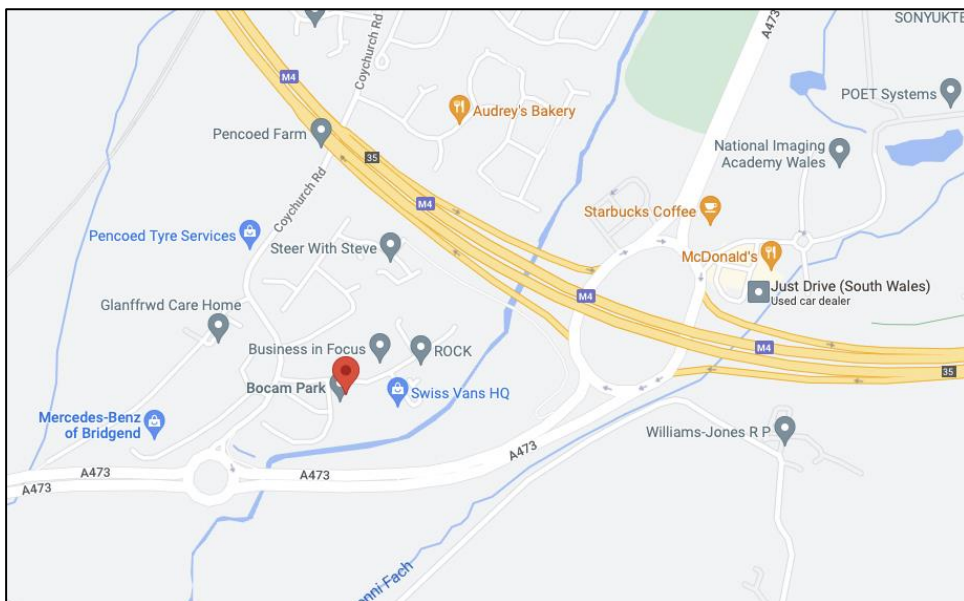 SONYUKTE
A473
Coychurch Rd
M4
POET Systems
Audrey's Bakery
Pencoed Farm
35
National Imaging
Academy Wales
Coychurch Rd
M4
Starbucks Coffee
Pencoed Tyre Services
Steer With Steve
McDonald's
Just Drive (South Wales)
Used car dealer
M4
Glanffrwd Care Home
Business in Focus
ROCK
M4
35
Bocam Park
Swiss Vans HQ
Mercedes-Benz
of Bridgend
Williams-Jones R P
A473
A473
A473
A473
enni Fach